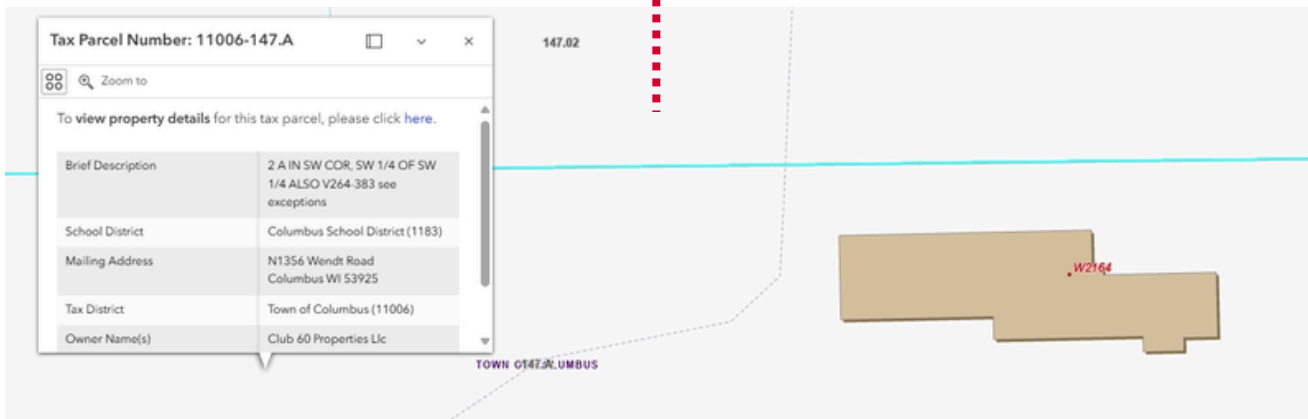 Tax Parcel Number: 11006-147.A
Zoom to
To view property details for this tax parcel, please click here.
Brief Description
2 A IN SW COR, SW 1/4 OF SW
1/4 ALSO V264-383 see
exceptions
School District
Columbus School District (1183)
Mailing Address
N1356 Wendt Road
Columbus WI 53925
Tax District
Town of Columbus (11006)
Owner Name(s)
Club 60 Properties Llc
147.02
W2164
TOWN
147.A
LUMBUS